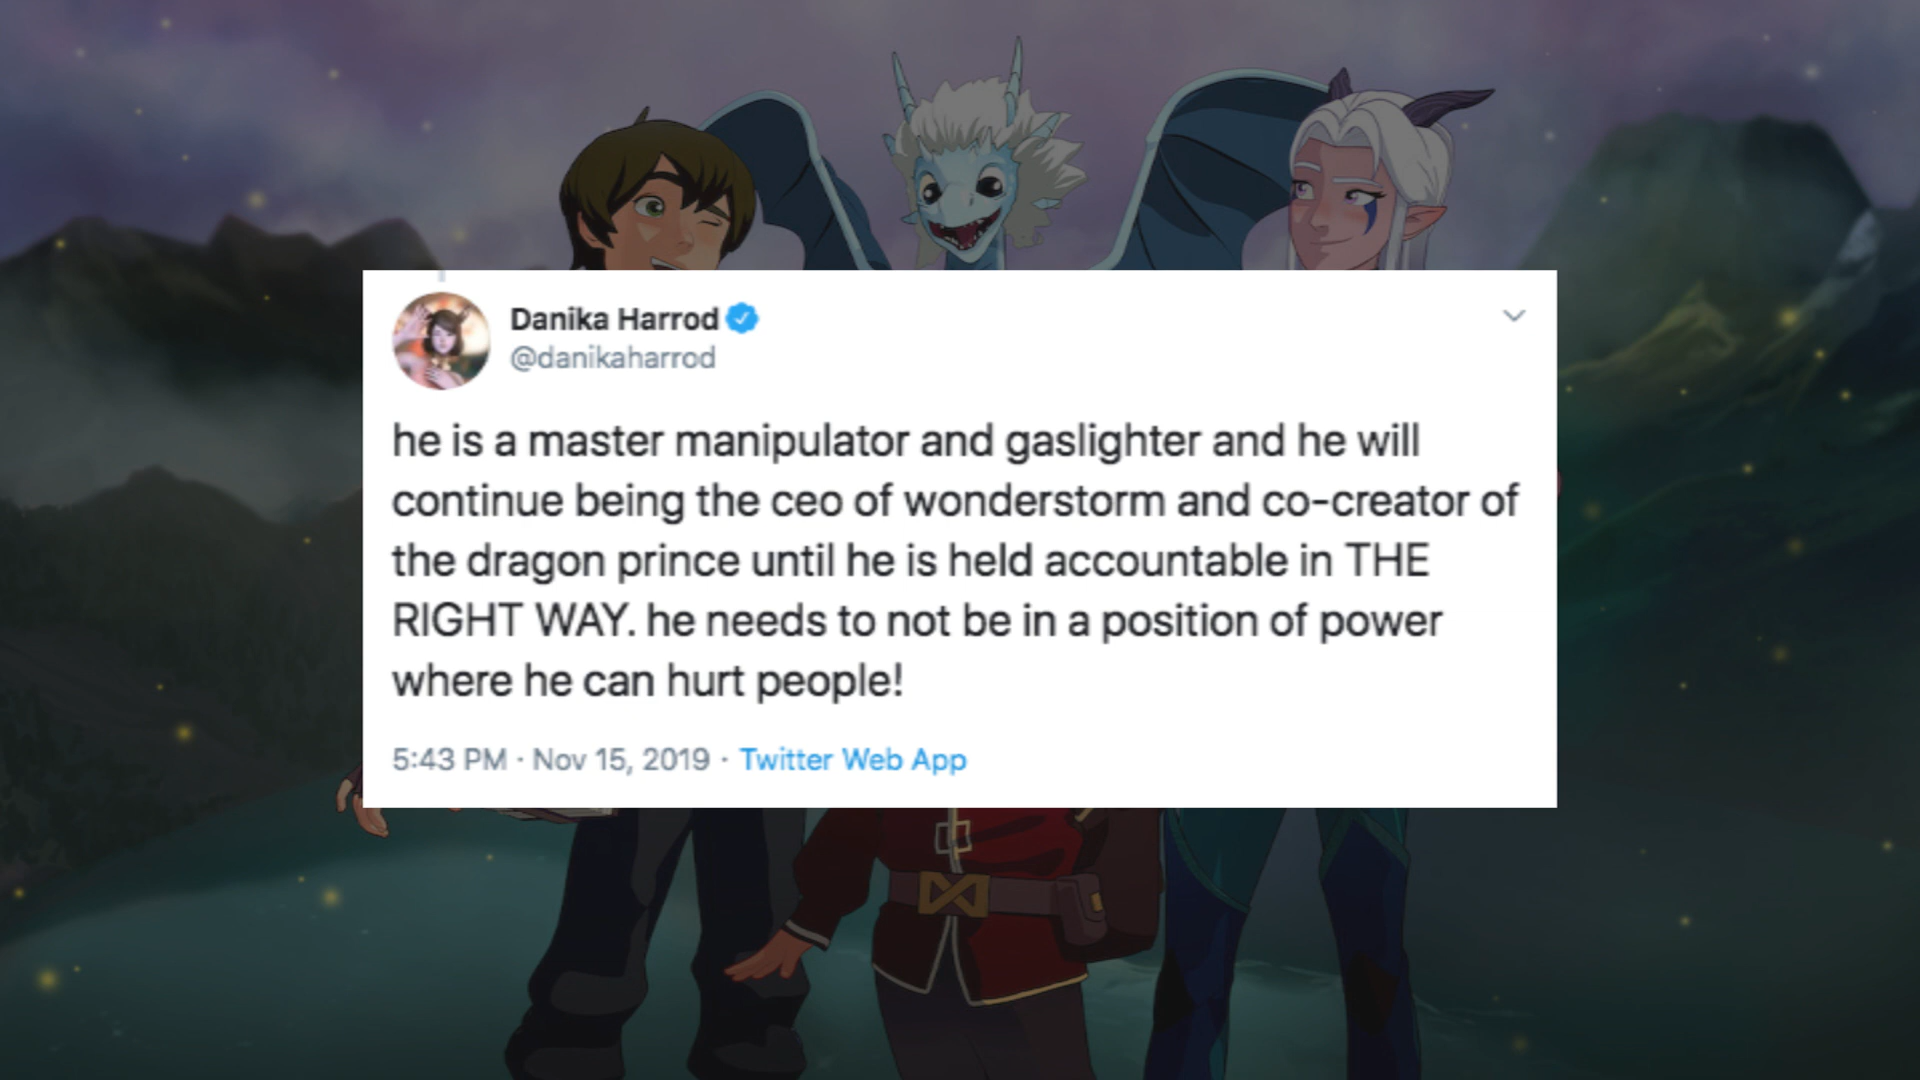 Danika Harrod
@danikaharrod
he is a master manipulator and gaslighter and he will
continue being the ceo of wonderstorm and co-creator of
the dragon prince until he is held accountable in THE
RIGHT WAY. he needs to not be in a position of power
where he can hurt people!
5:43 PM · Nov 15, 2019 · Twitter Web App